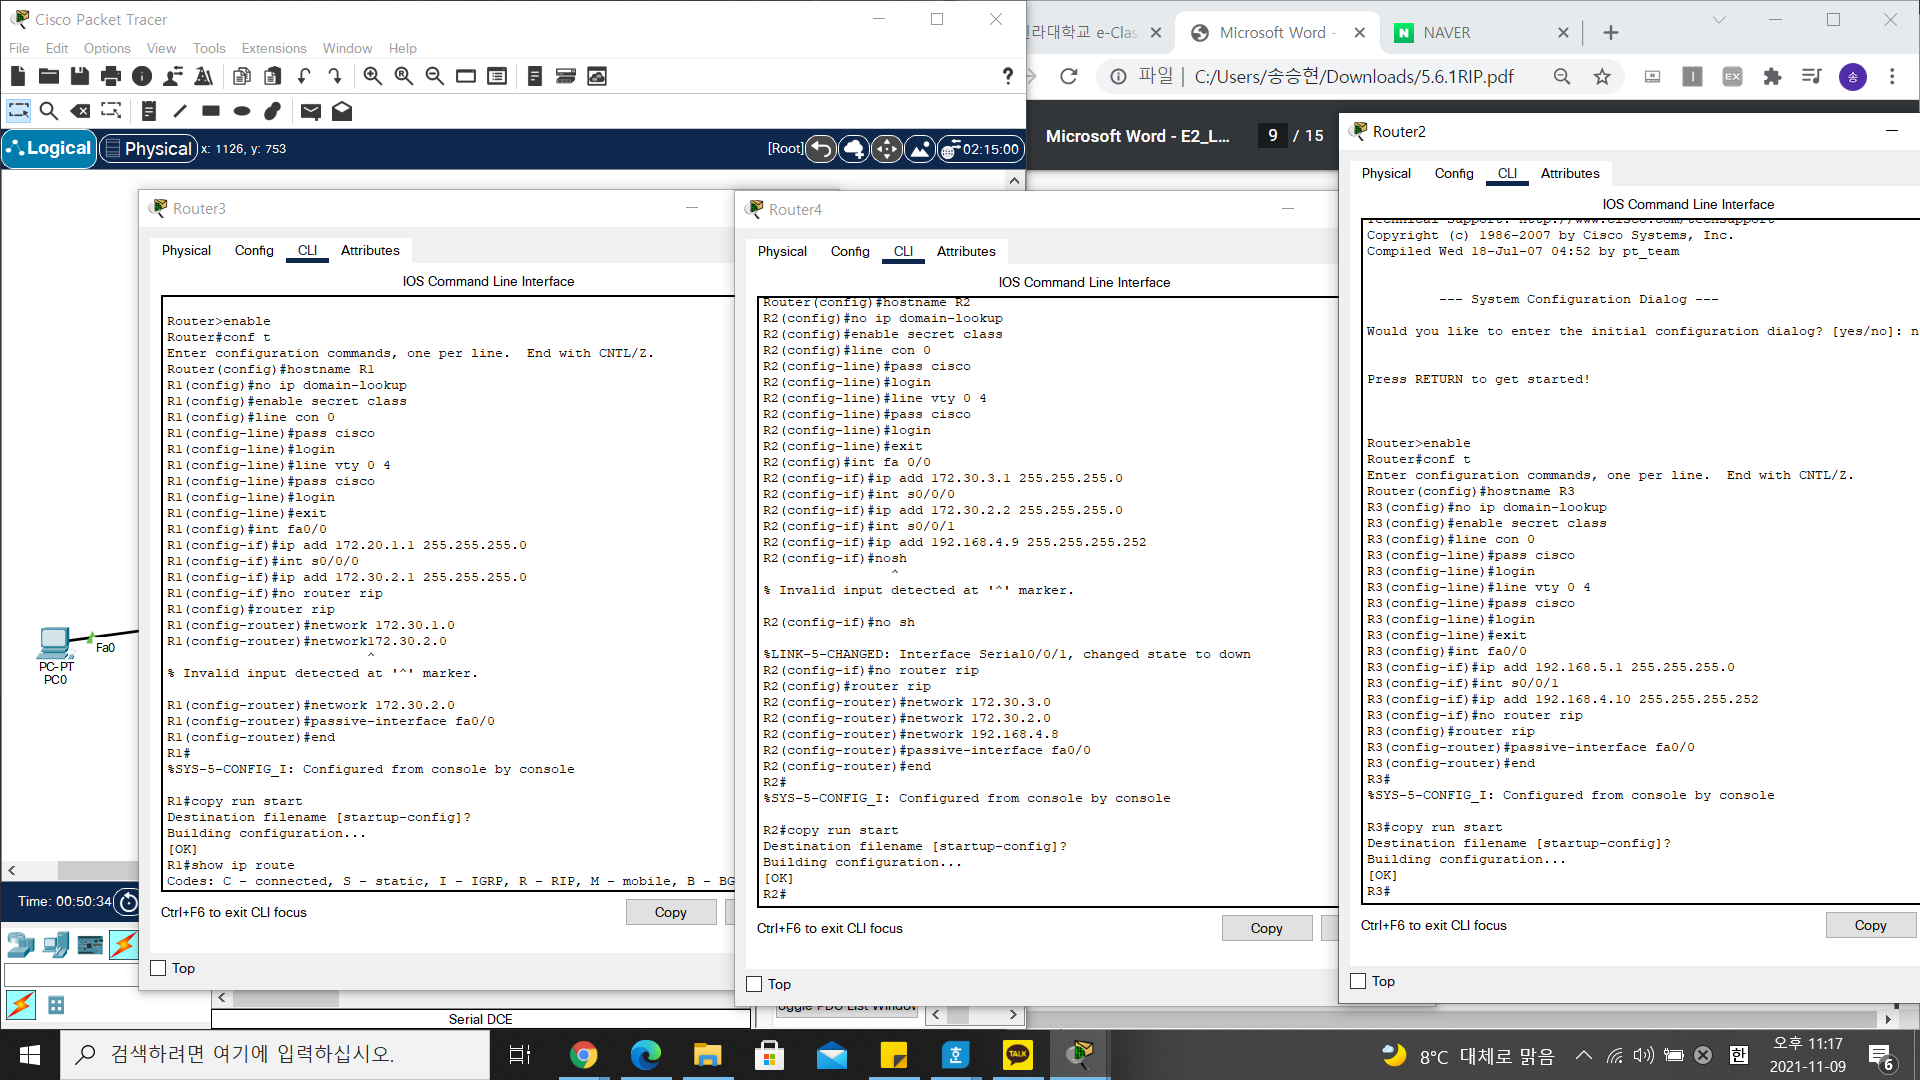 Cisco Packet Tracer
File Edit Options View Tools Extensions Window Help
Logical
Physical
x: 1126, y: 753
[Root]
02:15:00
PC-PT
PC0
Fa0
Time: 00:50:34
Serial DCE
신라대학교 e-Clas
Microsoft Word -
NAVER
파일 | C:/Users/송승현/Downloads/5.6.1RIP.pdf
EX
송
Microsoft Word - E2_L...
9 / 15
Router3
Physical Config CLI Attributes
IOS Command Line Interface
Router>enable
Router#conf t
Enter configuration commands, one per line.  End with CNTL/Z.
Router(config)#hostname R1
R1(config)#no ip domain-lookup
R1(config)#enable secret class
R1(config)#line con 0
R1(config-line)#pass cisco
R1(config-line)#login
R1(config-line)#line vty 0 4
R1(config-line)#pass cisco
R1(config-line)#login
R1(config-line)#exit
R1(config)#int fa0/0
R1(config-if)#ip add 172.20.1.1 255.255.255.0
R1(config-if)#int s0/0/0
R1(config-if)#ip add 172.30.2.1 255.255.255.0
R1(config-if)#no router rip
R1(config)#router rip
R1(config-router)#network 172.30.1.0
R1(config-router)#network172.30.2.0
^
% Invalid input detected at '^' marker.
R1(config-router)#network 172.30.2.0
R1(config-router)#passive-interface fa0/0
R1(config-router)#end
R1#
%SYS-5-CONFIG_I: Configured from console by console
R1#copy run start
Destination filename [startup-config]?
Building configuration...
[OK]
R1#show ip route
Codes: C - connected, S - static, I - IGRP, R - RIP, M - mobile, B - BG
Ctrl+F6 to exit CLI focus
Copy
Top
Router4
Physical Config CLI Attributes
IOS Command Line Interface
Router(config)#hostname R2
R2(config)#no ip domain-lookup
R2(config)#enable secret class
R2(config)#line con 0
R2(config-line)#pass cisco
R2(config-line)#login
R2(config-line)#line vty 0 4
R2(config-line)#pass cisco
R2(config-line)#login
R2(config-line)#exit
R2(config)#int fa 0/0
R2(config-if)#ip add 172.30.3.1 255.255.255.0
R2(config-if)#int s0/0/0
R2(config-if)#ip add 172.30.2.2 255.255.255.0
R2(config-if)#int s0/0/1
R2(config-if)#ip add 192.168.4.9 255.255.255.252
R2(config-if)#nosh
^
% Invalid input detected at '^' marker.
R2(config-if)#no sh
%LINK-5-CHANGED: Interface Serial0/0/1, changed state to down
R2(config-if)#no router rip
R2(config)#router rip
R2(config-router)#network 172.30.3.0
R2(config-router)#network 172.30.2.0
R2(config-router)#network 192.168.4.8
R2(config-router)#passive-interface fa0/0
R2(config-router)#end
R2#
%SYS-5-CONFIG_I: Configured from console by console
R2#copy run start
Destination filename [startup-config]?
Building configuration...
[OK]
R2#
Ctrl+F6 to exit CLI focus
Copy
Top
oggle PDU List Window
Router2
Physical Config CLI Attributes
IOS Command Line Interface
Technical Support: http://www.cisco.com/techsupport
Copyright (c) 1986-2007 by Cisco Systems, Inc.
Compiled Wed 18-Jul-07 04:52 by pt_team
--- System Configuration Dialog ---
Would you like to enter the initial configuration dialog? [yes/no]: n
Press RETURN to get started!
Router>enable
Router#conf t
Enter configuration commands, one per line.  End with CNTL/Z.
Router(config)#hostname R3
R3(config)#no ip domain-lookup
R3(config)#enable secret class
R3(config)#line con 0
R3(config-line)#pass cisco
R3(config-line)#login
R3(config-line)#line vty 0 4
R3(config-line)#pass cisco
R3(config-line)#login
R3(config-line)#exit
R3(config)#int fa0/0
R3(config-if)#ip add 192.168.5.1 255.255.255.0
R3(config-if)#int s0/0/1
R3(config-if)#ip add 192.168.4.10 255.255.255.252
R3(config-if)#no router rip
R3(config)#router rip
R3(config-router)#passive-interface fa0/0
R3(config-router)#end
R3#
%SYS-5-CONFIG_I: Configured from console by console
R3#copy run start
Destination filename [startup-config]?
Building configuration...
[OK]
R3#
Ctrl+F6 to exit CLI focus
Copy
Top
검색하려면 여기에 입력하십시오.
TALK
8°C 대체로 맑음
한
오후 11:17
2021-11-09
6